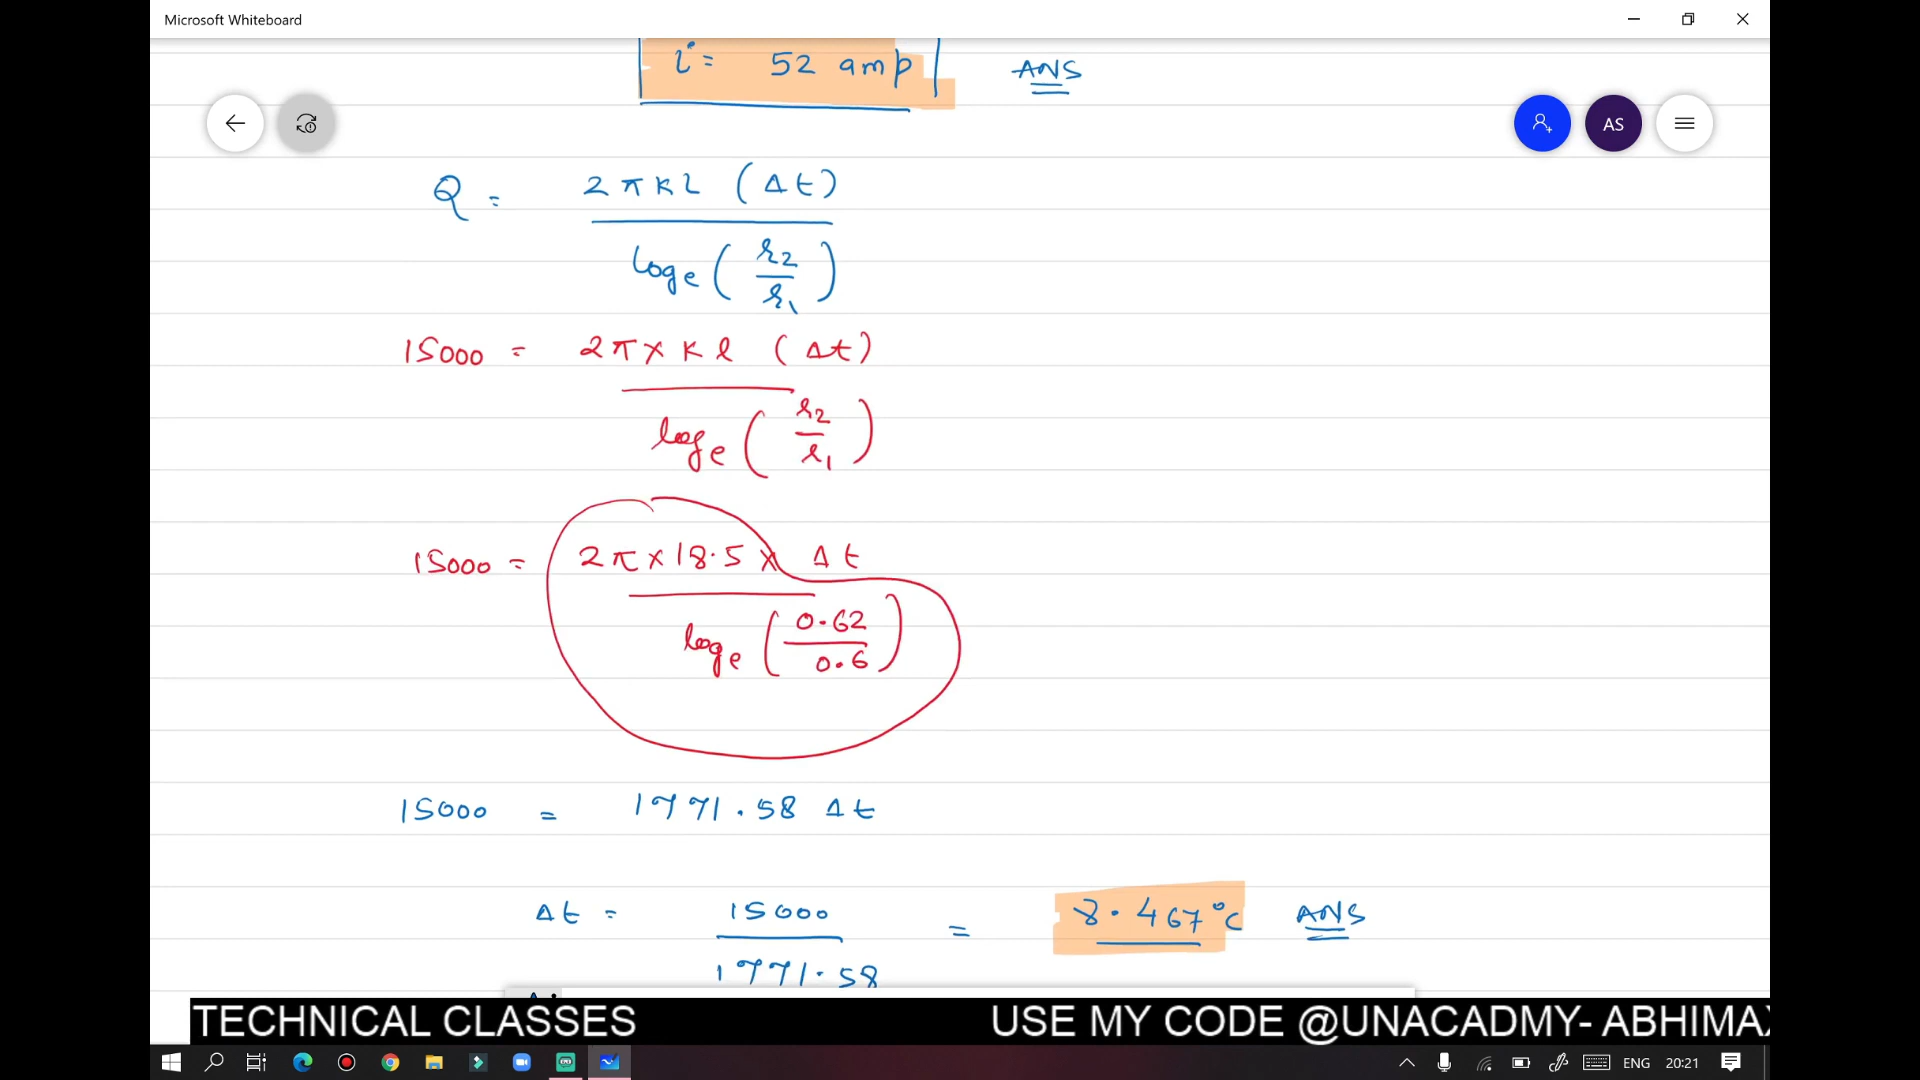 Microsoft Whiteboard
i = 52 amp ANS
AS
Q = 2πKL (Δt)
loge (r2/r1)
15000 = 2π × K l (Δt)
loge (r2/r1)
15000 = 2π × 18.5 × Δt
loge (0.62/0.6)
15000 = 1771.58 Δt
Δt = 15000 = 8.467°C ANS
1771.58
TECHNICAL CLASSES USE MY CODE @UNACADMY- ABHIMAX
ENG 20:21